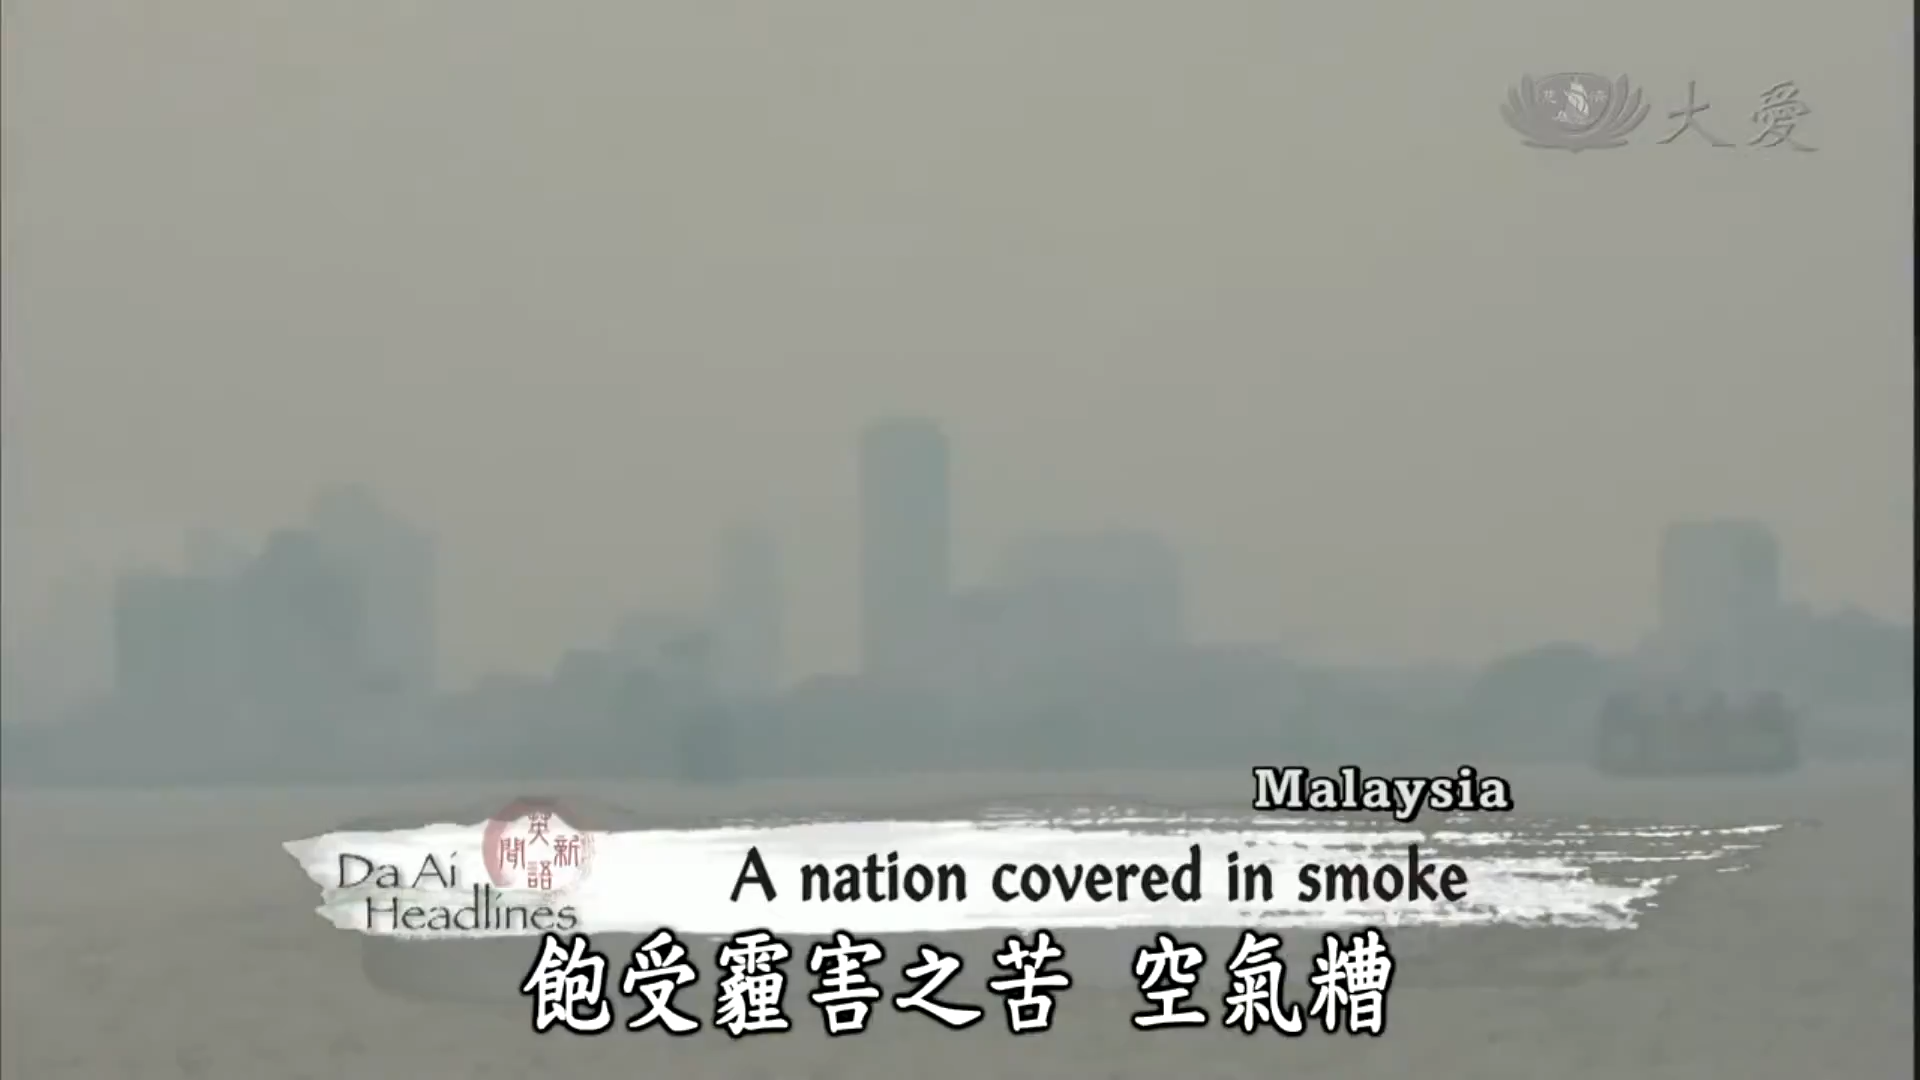 大愛
Malaysia
Da Ai
Headlines
英語新聞
A nation covered in smoke
飽受霾害之苦 空氣糟